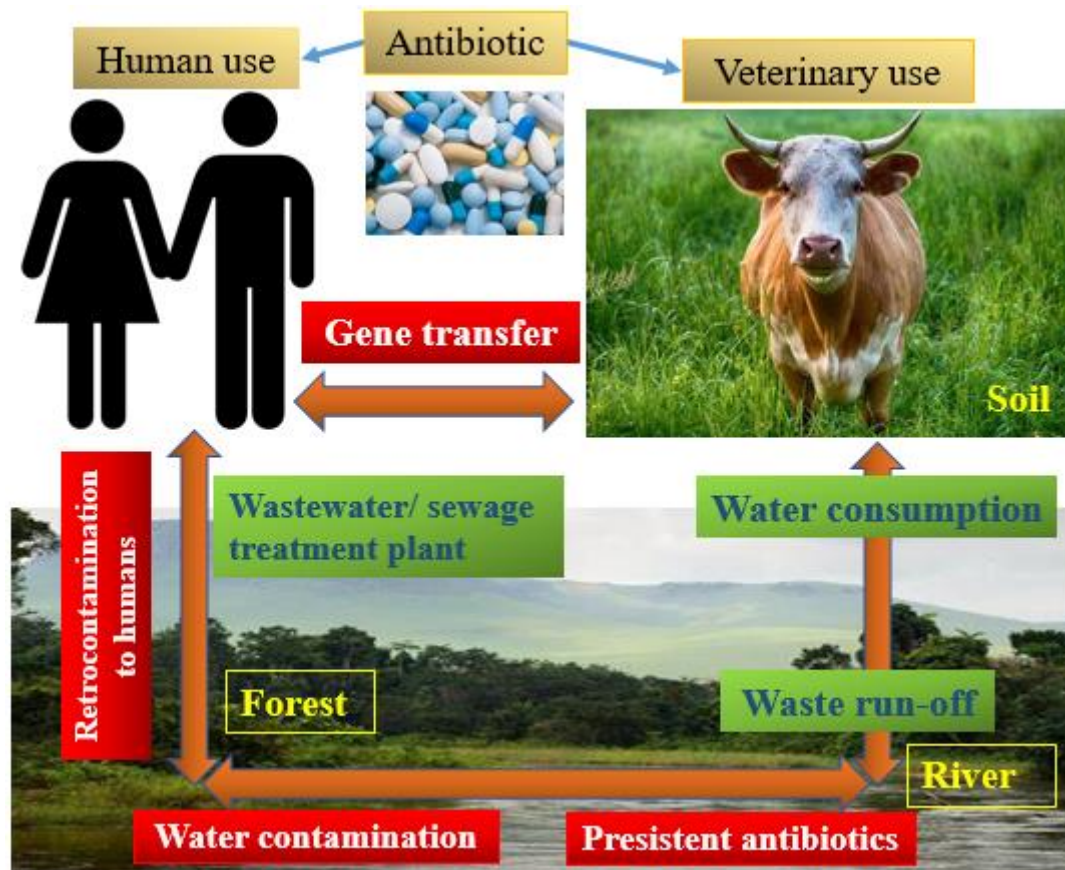 Human use
Antibiotic
Veterinary use
Gene transfer
Soil
Retrocontamination
to humans
Wastewater/ sewage
treatment plant
Water consumption
Forest
Waste run-off
River
Water contamination
Presistent antibiotics